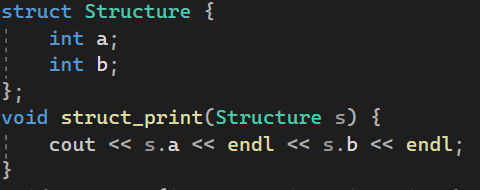 struct Structure {
    int a;
    int b;
};
void struct_print(Structure s) {
    cout << s.a << endl << s.b << endl;
}